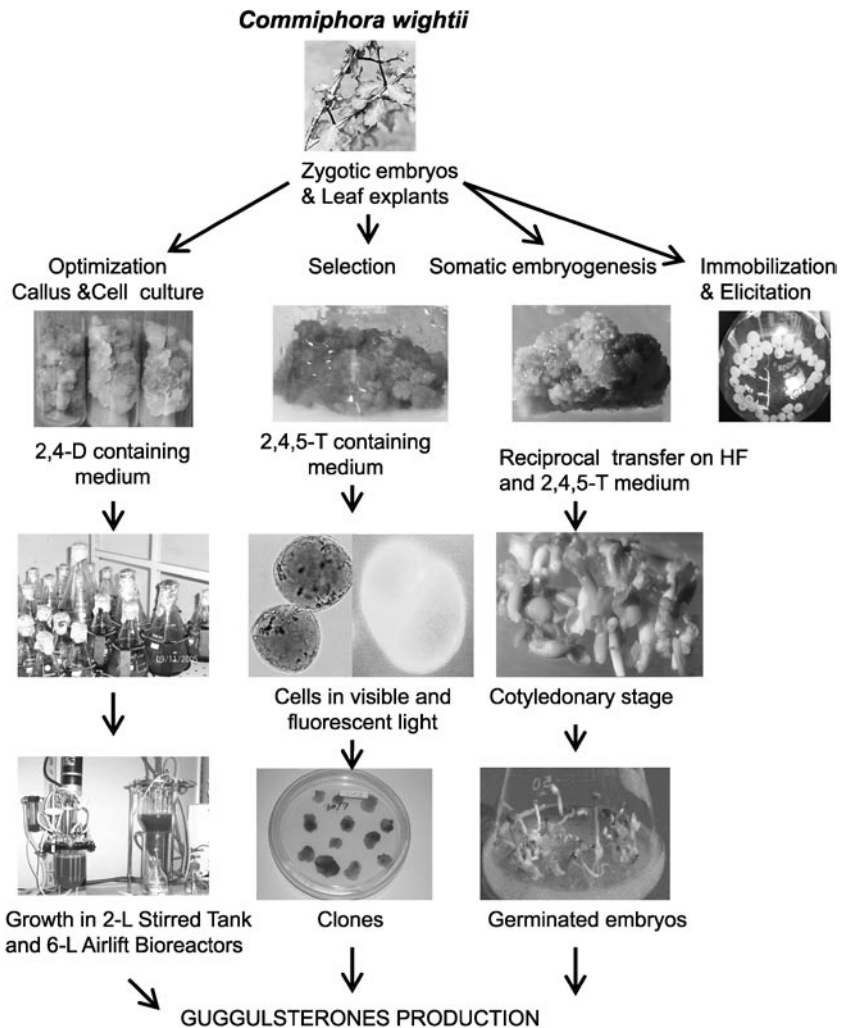 Commiphora wightii
Zygotic embryos
& Leaf explants
Optimization
Callus &Cell culture
Selection
Somatic embryogenesis
Immobilization
& Elicitation
2,4-D containing
medium
2,4,5-T containing
medium
Reciprocal transfer on HF
and 2,4,5-T medium
Cells in visible and
fluorescent light
Cotyledonary stage
Growth in 2-L Stirred Tank
and 6-L Airlift Bioreactors
Clones
Germinated embryos
GUGGULSTERONES PRODUCTION